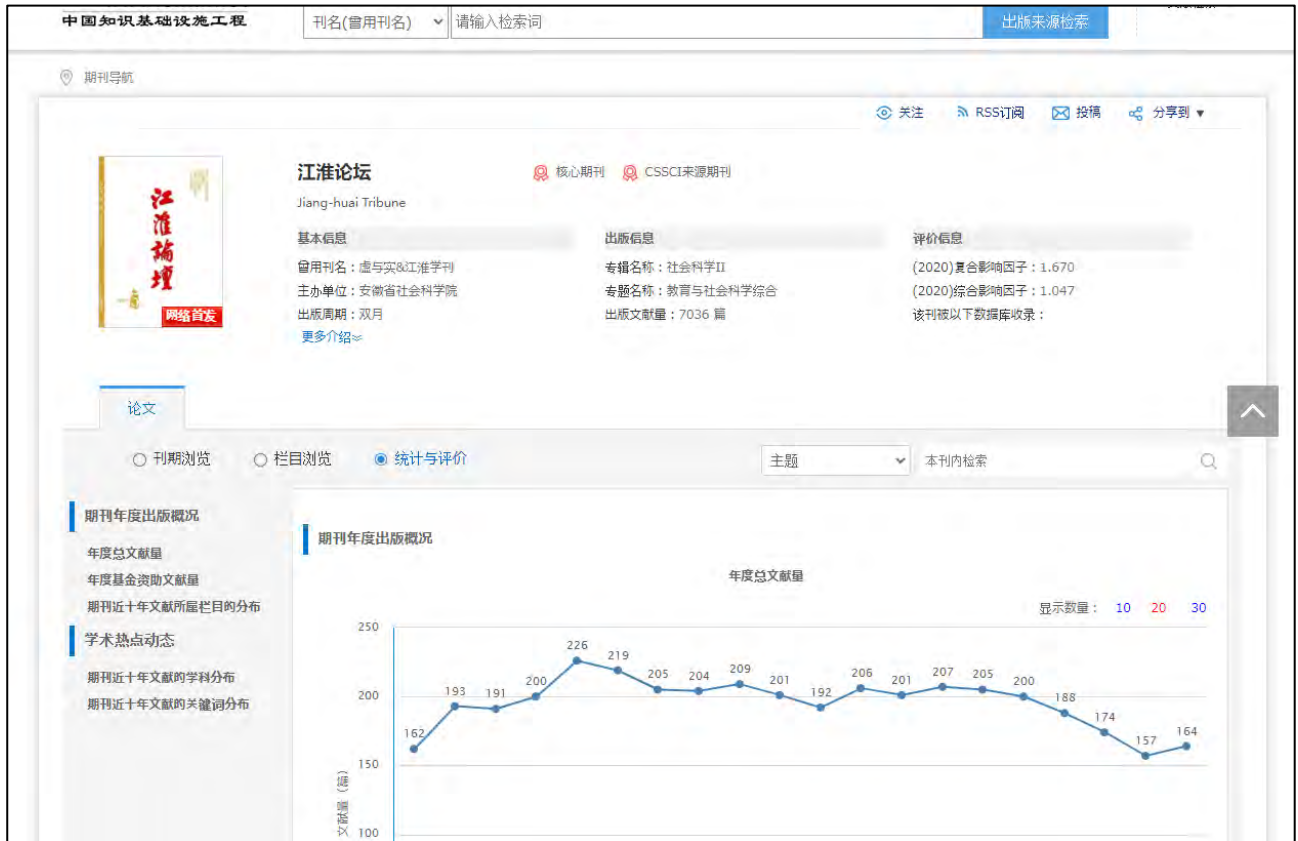 中国知识基础设施工程
刊名(曾用刊名)
请输入检索词
出版来源检索
期刊导航
关注
RSS订阅
投稿
分享到 ▼
江淮論壇
网络首发
江淮论坛
核心期刊
CSSCI来源期刊
Jiang-huai Tribune
基本信息
曾用刊名：虚与实&江淮学刊
主办单位：安徽省社会科学院
出版周期：双月
更多介绍
出版信息
专辑名称：社会科学II
专题名称：教育与社会科学综合
出版文献量：7036 篇
评价信息
(2020)复合影响因子：1.670
(2020)综合影响因子：1.047
该刊被以下数据库收录：
论文
刊期浏览
栏目浏览
统计与评价
主题
本刊内检索
期刊年度出版概况
年度总文献量
年度基金资助文献量
期刊近十年文献所属栏目的分布
学术热点动态
期刊近十年文献的学科分布
期刊近十年文献的关键词分布
期刊年度出版概况
年度总文献量
显示数量： 10 20 30
250
200
150
100
文献量（篇）
162
193
191
200
226
219
205
204
209
201
192
206
201
207
205
200
188
174
157
164